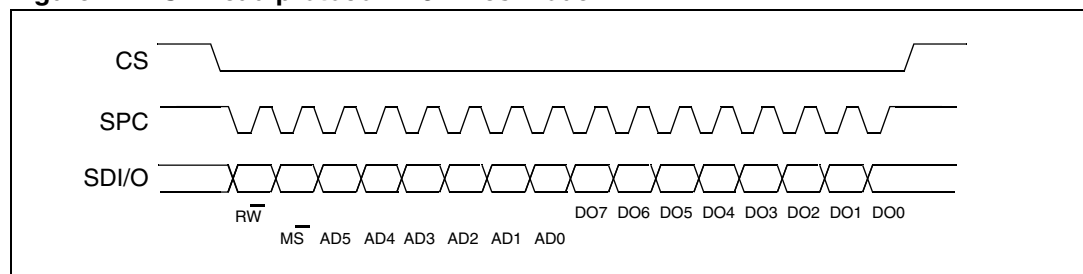 CS
SPC
SDI/O
RW
DO7 DO6 DO5 DO4 DO3 DO2 DO1 DO0
MS AD5 AD4 AD3 AD2 AD1 AD0